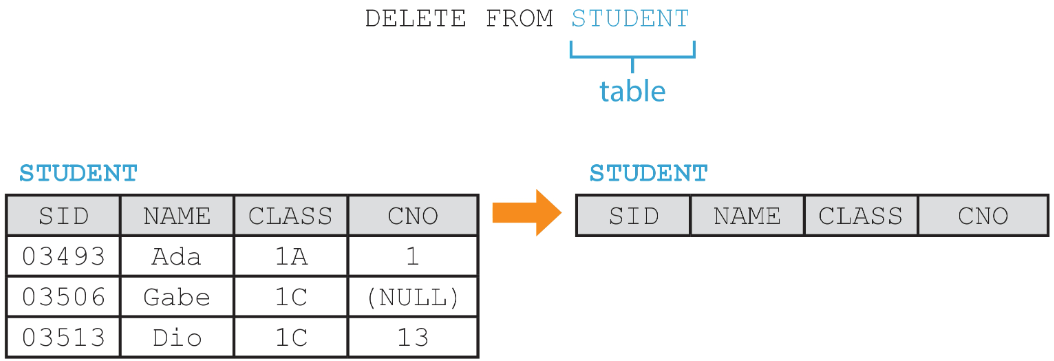 DELETE FROM STUDENT
table
STUDENT
SID NAME CLASS CNO
03493 Ada 1A 1
03506 Gabe 1C (NULL)
03513 Dio 1C 13
STUDENT
SID NAME CLASS CNO